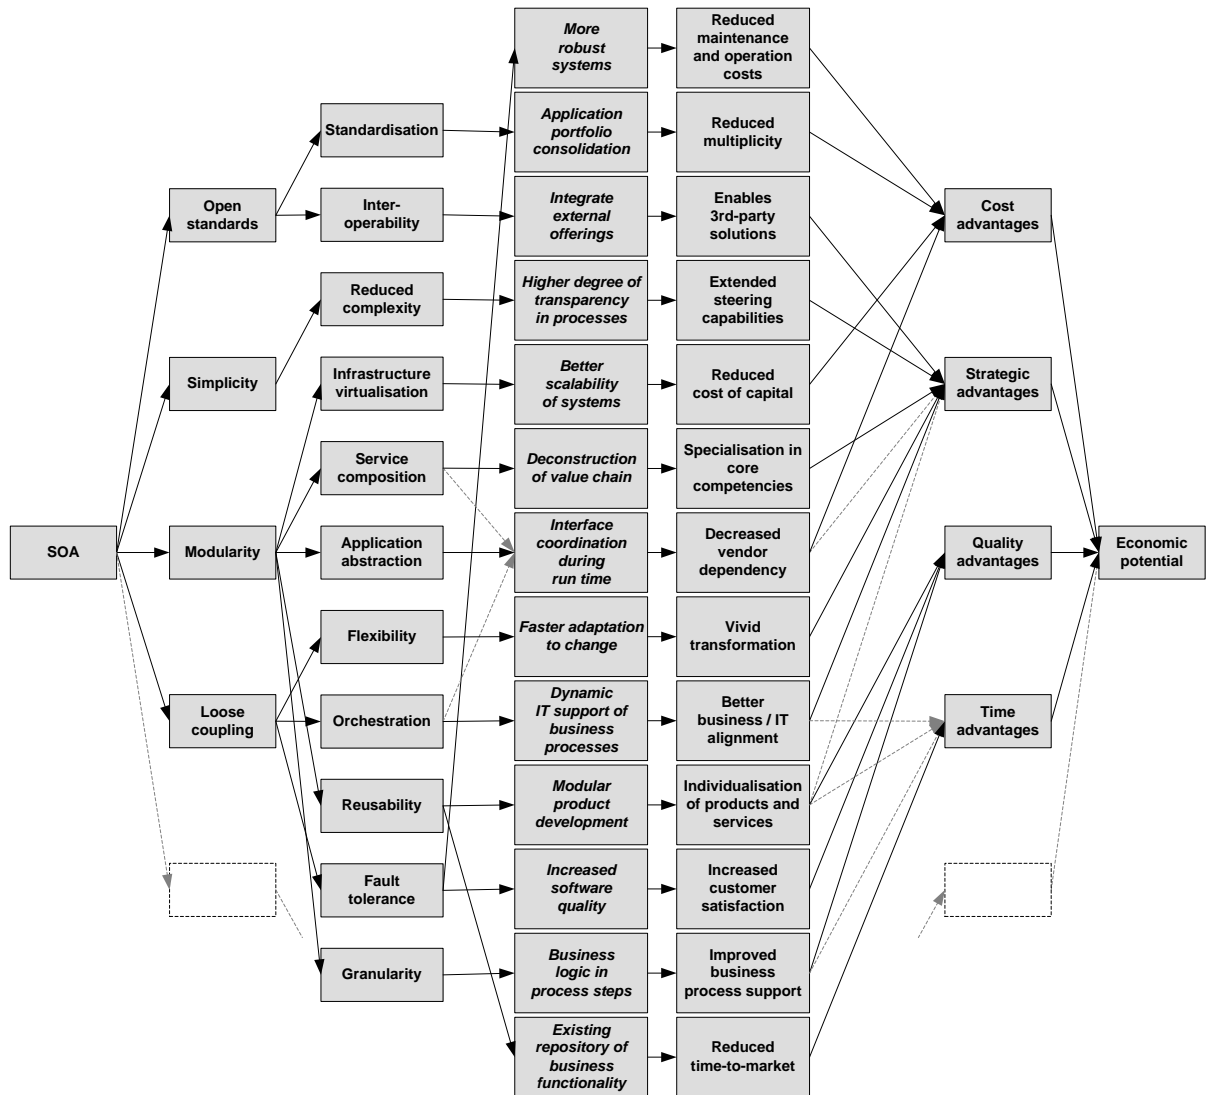 SOA
Open
standards
Simplicity
Modularity
Loose
coupling
Standardisation
Inter-
operability
Reduced
complexity
Infrastructure
virtualisation
Service
composition
Application
abstraction
Flexibility
Orchestration
Reusability
Fault
tolerance
Granularity
More
robust
systems
Application
portfolio
consolidation
Integrate
external
offerings
Higher degree of
transparency
in processes
Better
scalability
of systems
Deconstruction
of value chain
Interface
coordination
during
run time
Faster adaptation
to change
Dynamic
IT support of
business
processes
Modular
product
development
Increased
software
quality
Business
logic in
process steps
Existing
repository of
business
functionality
Reduced
maintenance
and operation
costs
Reduced
multiplicity
Enables
3rd-party
solutions
Extended
steering
capabilities
Reduced
cost of capital
Specialisation in
core
competencies
Decreased
vendor
dependency
Vivid
transformation
Better
business / IT
alignment
Individualisation
of products and
services
Increased
customer
satisfaction
Improved
business
process support
Reduced
time-to-market
Cost
advantages
Strategic
advantages
Quality
advantages
Time
advantages
Economic
potential